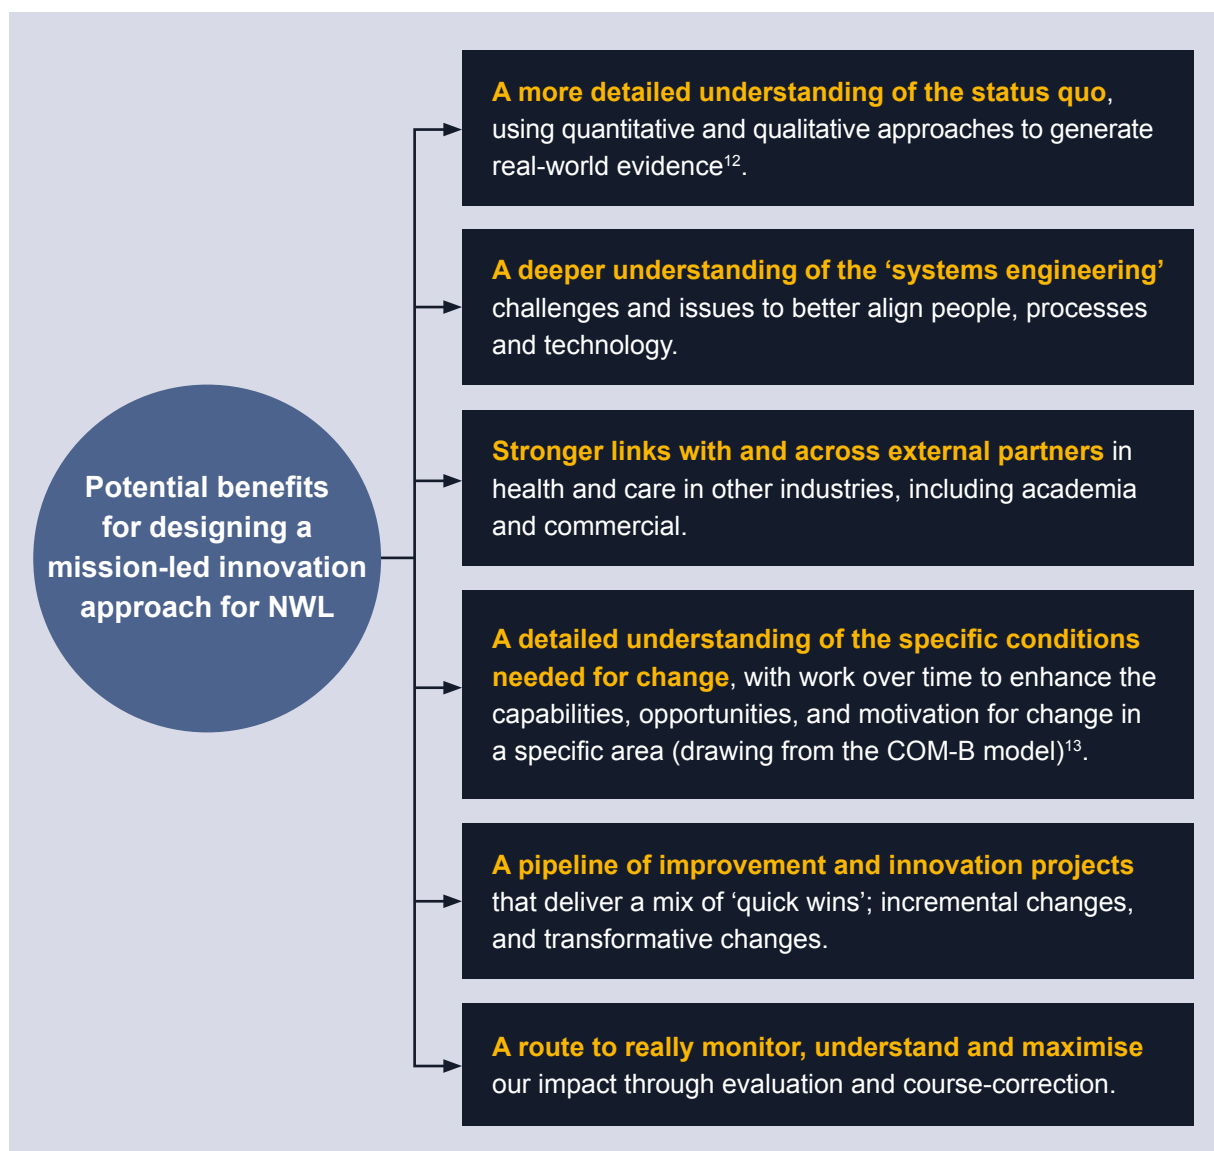 Potential benefits
for designing a
mission-led innovation
approach for NWL
A more detailed understanding of the status quo,
using quantitative and qualitative approaches to generate
real-world evidence¹².
A deeper understanding of the ‘systems engineering’
challenges and issues to better align people, processes
and technology.
Stronger links with and across external partners in
health and care in other industries, including academia
and commercial.
A detailed understanding of the specific conditions
needed for change, with work over time to enhance the
capabilities, opportunities, and motivation for change in
a specific area (drawing from the COM-B model)¹³.
A pipeline of improvement and innovation projects
that deliver a mix of ‘quick wins’; incremental changes,
and transformative changes.
A route to really monitor, understand and maximise
our impact through evaluation and course-correction.